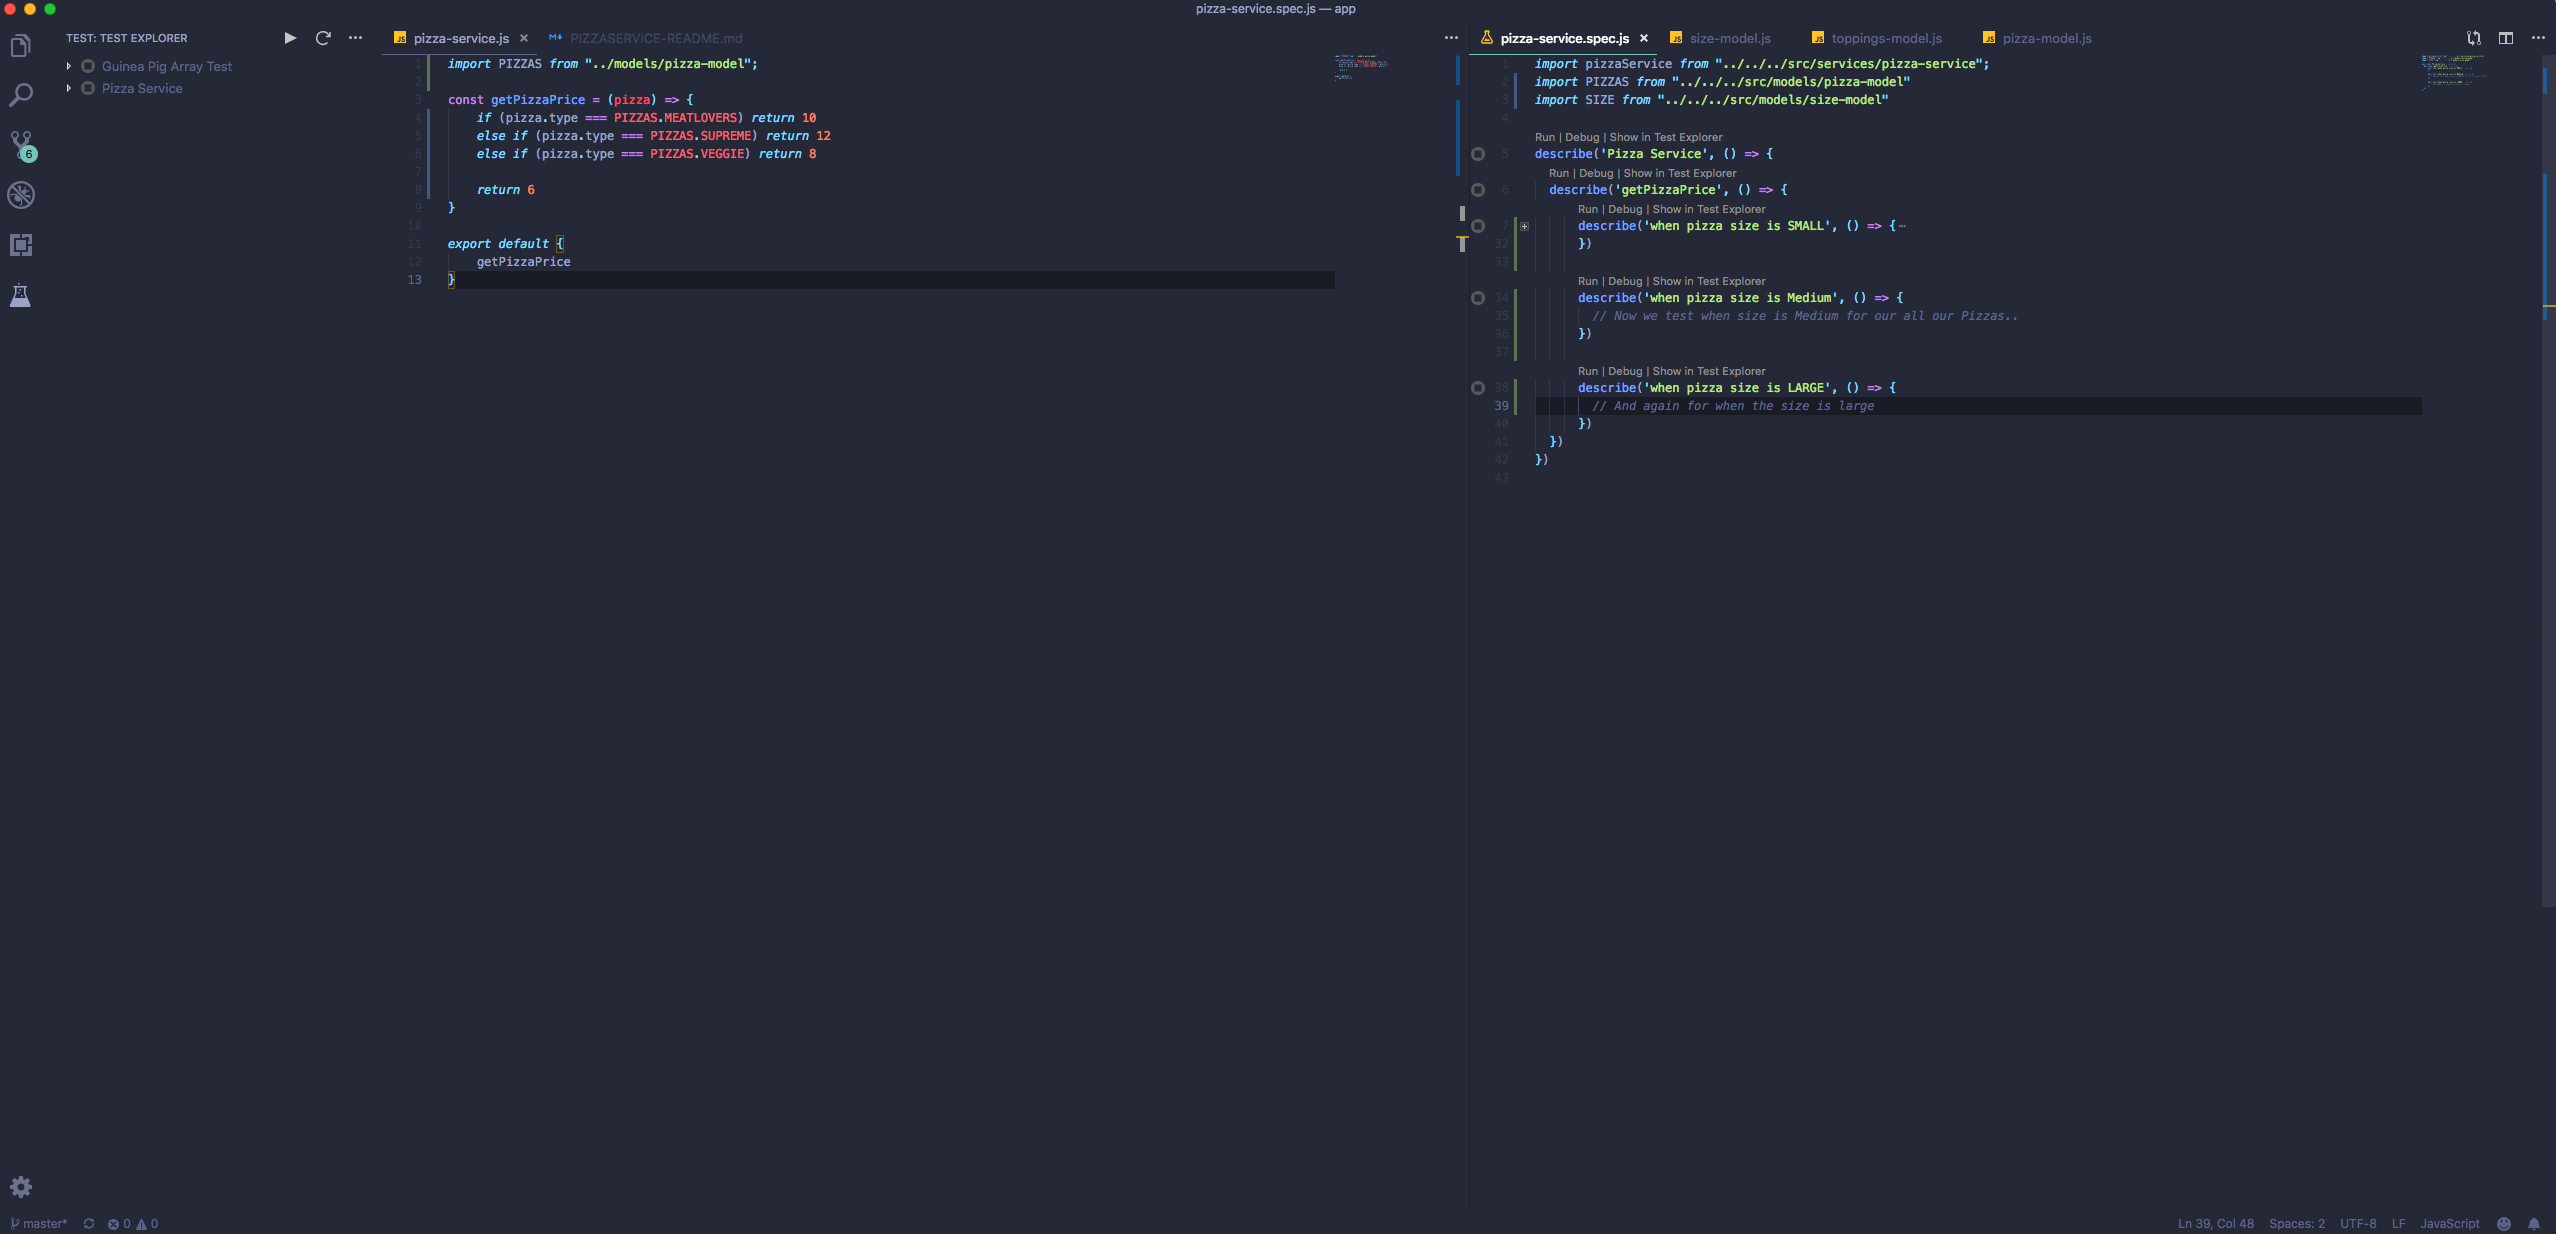 pizza-service.spec.js — app
TEST: TEST EXPLORER
Guinea Pig Array Test
Pizza Service
6
pizza-service.js
PIZZASERVICE-README.md
1 import PIZZAS from "../models/pizza-model";
2
3 const getPizzaPrice = (pizza) => {
4 if (pizza.type === PIZZAS.MEATLOVERS) return 10
5 else if (pizza.type === PIZZAS.SUPREME) return 12
6 else if (pizza.type === PIZZAS.VEGGIE) return 8
7
8 return 6
9 }
10
11 export default {
12 getPizzaPrice
13 }
pizza-service.spec.js
size-model.js
toppings-model.js
pizza-model.js
1 import pizzaService from "../../../src/services/pizza-service";
2 import PIZZAS from "../../../src/models/pizza-model"
3 import SIZE from "../../../src/models/size-model"
4
Run | Debug | Show in Test Explorer
5 describe('Pizza Service', () => {
Run | Debug | Show in Test Explorer
6 describe('getPizzaPrice', () => {
Run | Debug | Show in Test Explorer
7 describe('when pizza size is SMALL', () => {
32 })
33
Run | Debug | Show in Test Explorer
34 describe('when pizza size is Medium', () => {
35 // Now we test when size is Medium for our all our Pizzas..
36 })
37
Run | Debug | Show in Test Explorer
38 describe('when pizza size is LARGE', () => {
39 // And again for when the size is large
40 })
41 })
42 })
43
master*
0
0
Ln 39, Col 48
Spaces: 2
UTF-8
LF
JavaScript